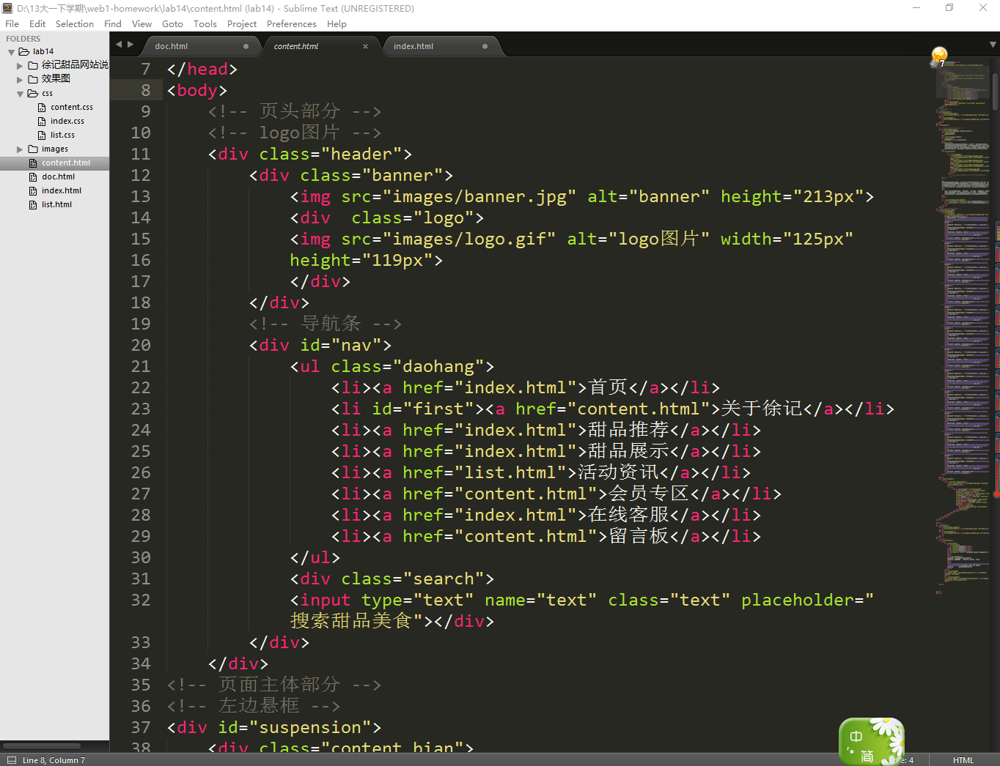 D:\13大一下学期\web1-homework\lab14\content.html (lab14) - Sublime Text (UNREGISTERED)
File Edit Selection Find View Goto Tools Project Preferences Help
FOLDERS
lab14
徐记甜品网站说
效果图
css
content.css
index.css
list.css
images
content.html
doc.html
index.html
list.html
doc.html content.html index.html
7 </head>
8 <body>
9 <!-- 页头部分 -->
10 <!-- logo图片 -->
11 <div class="header">
12 <div class="banner">
13 <img src="images/banner.jpg" alt="banner" height="213px">
14 <div  class="logo">
15 <img src="images/logo.gif" alt="logo图片" width="125px"
16 height="119px">
17 </div>
18 </div>
19 <!-- 导航条 -->
20 <div id="nav">
21 <ul class="daohang">
22 <li><a href="index.html">首页</a></li>
23 <li id="first"><a href="content.html">关于徐记</a></li>
24 <li><a href="index.html">甜品推荐</a></li>
25 <li><a href="index.html">甜品展示</a></li>
26 <li><a href="list.html">活动资讯</a></li>
27 <li><a href="content.html">会员专区</a></li>
28 <li><a href="index.html">在线客服</a></li>
29 <li><a href="content.html">留言板</a></li>
30 </ul>
31 <div class="search">
32 <input type="text" name="text" class="text" placeholder="
搜索甜品美食"></div>
33 </div>
34 </div>
35 <!-- 页面主体部分 -->
36 <!-- 左边悬框 -->
37 <div id="suspension">
38 <div class="content_bian">
7
中
简
Line 8, Column 7
e: 4
HTML